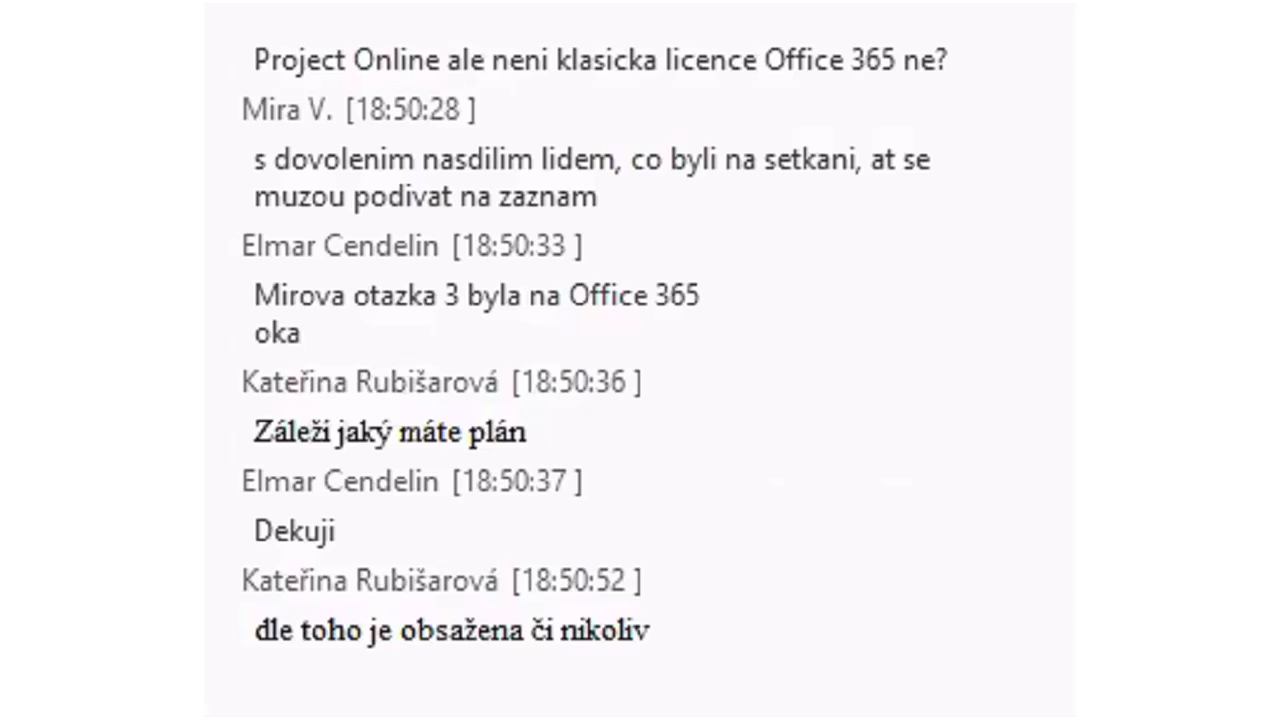 Project Online ale neni klasicka licence Office 365 ne?
Mira V. [18:50:28 ]
s dovolenim nasdilim lidem, co byli na setkani, at se
muzou podivat na zaznam
Elmar Cendelin [18:50:33 ]
Mirova otazka 3 byla na Office 365
oka
Kateřina Rubišarová [18:50:36 ]
Záleží jaký máte plán
Elmar Cendelin [18:50:37 ]
Dekuji
Kateřina Rubišarová [18:50:52 ]
dle toho je obsažena či nikoliv